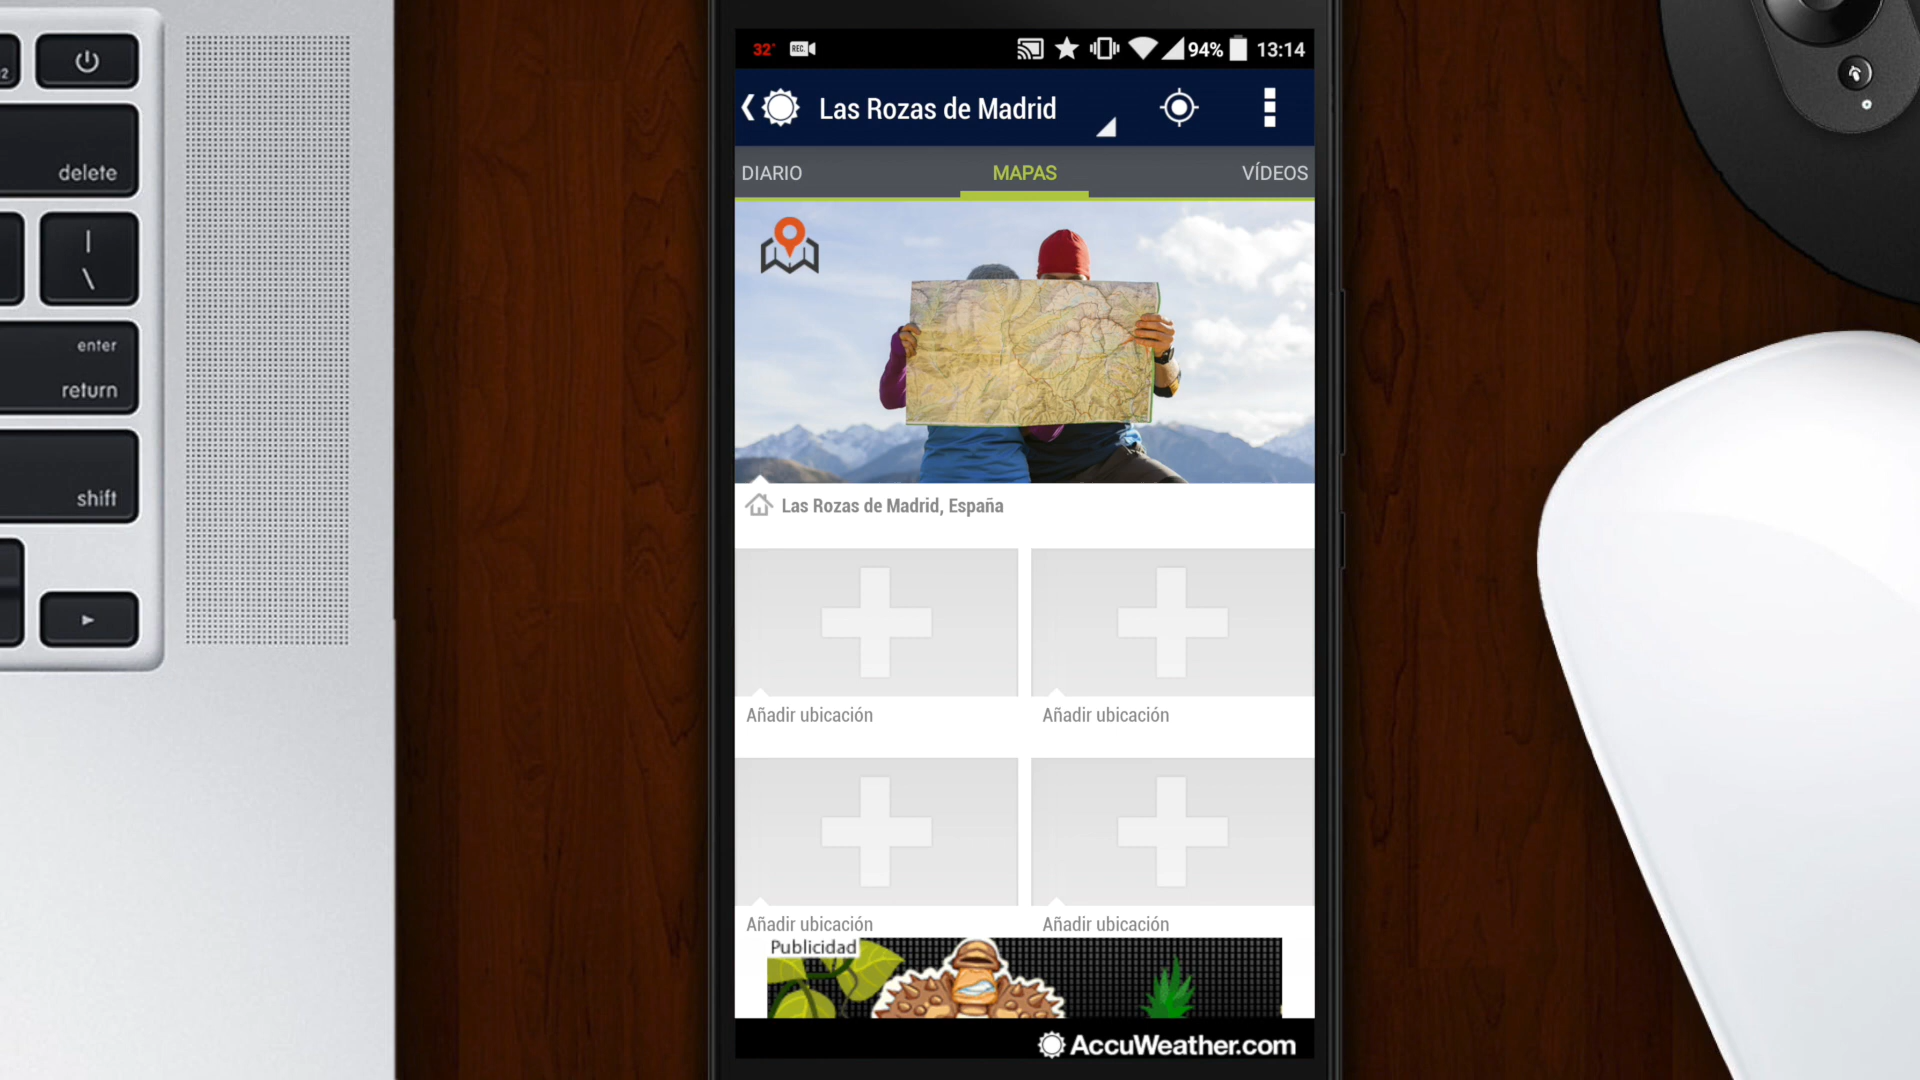 32°
REC.
94%
13:14
Las Rozas de Madrid
DIARIO
MAPAS
VÍDEOS
Las Rozas de Madrid, España
Añadir ubicación
Añadir ubicación
Añadir ubicación
Añadir ubicación
Publicidad
AccuWeather.com
delete
|
\
enter
return
shift